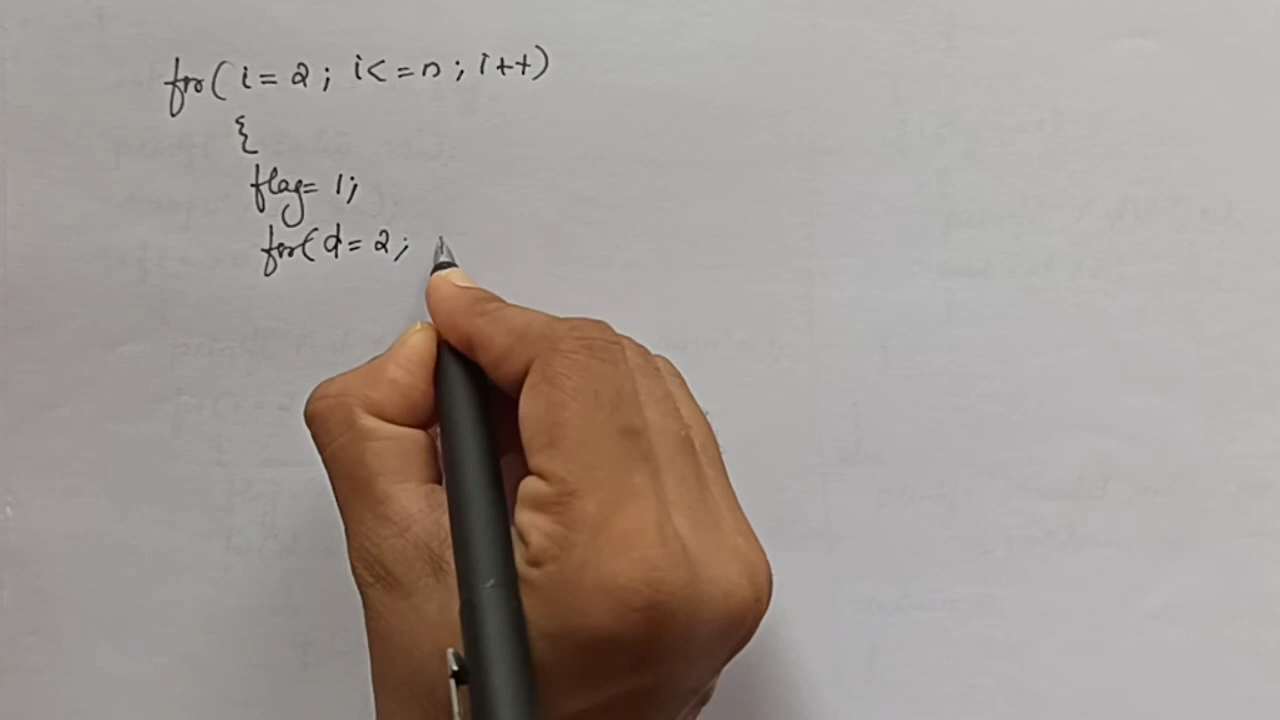 for( i = 2 ; i < = n ; i + + )
{
flag = 1;
for( d = 2 ;